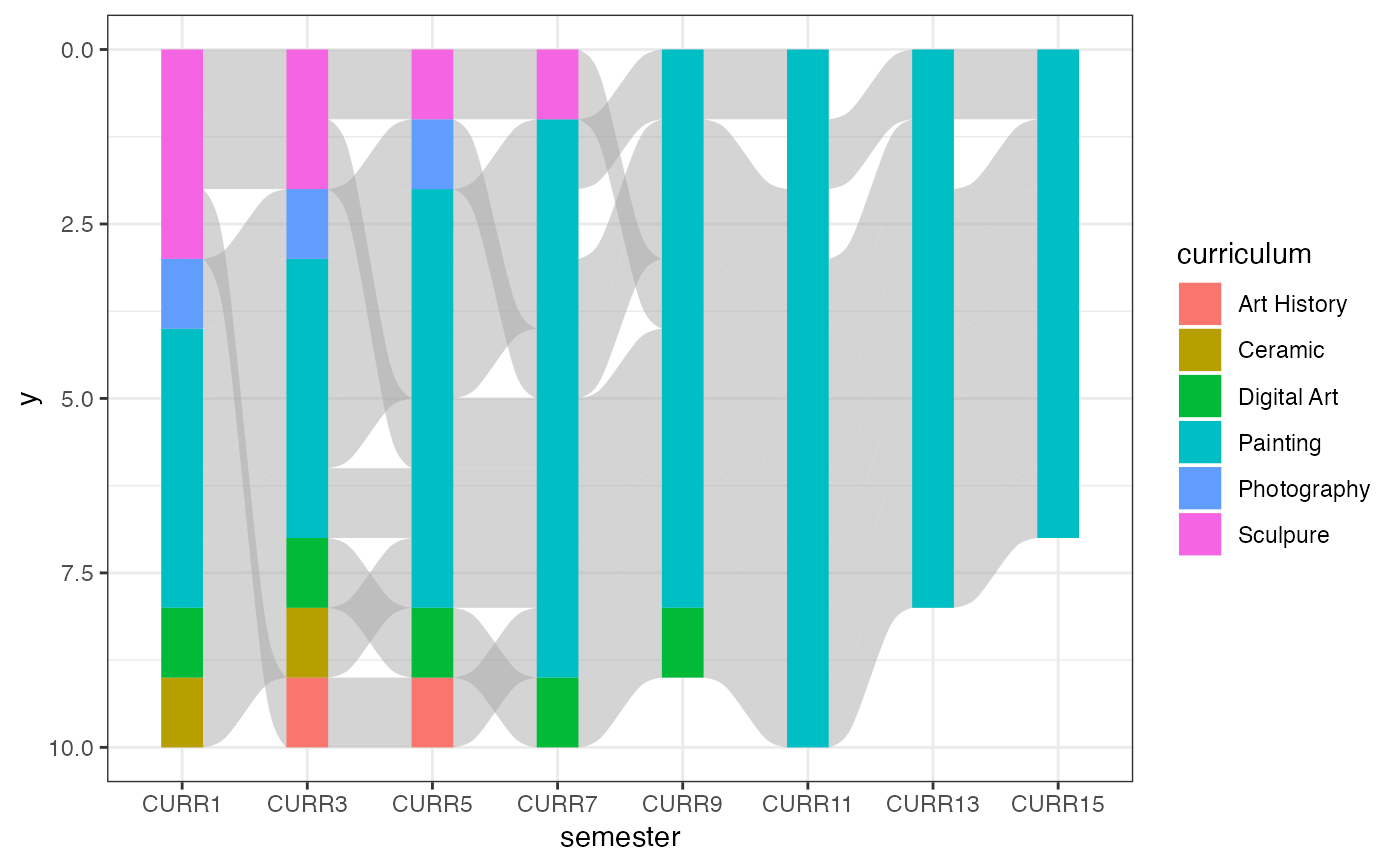 0.0
2.5
5.0
7.5
10.0
y
CURR1 CURR3 CURR5 CURR7 CURR9 CURR11 CURR13 CURR15
semester
curriculum
Art History
Ceramic
Digital Art
Painting
Photography
Sculpure